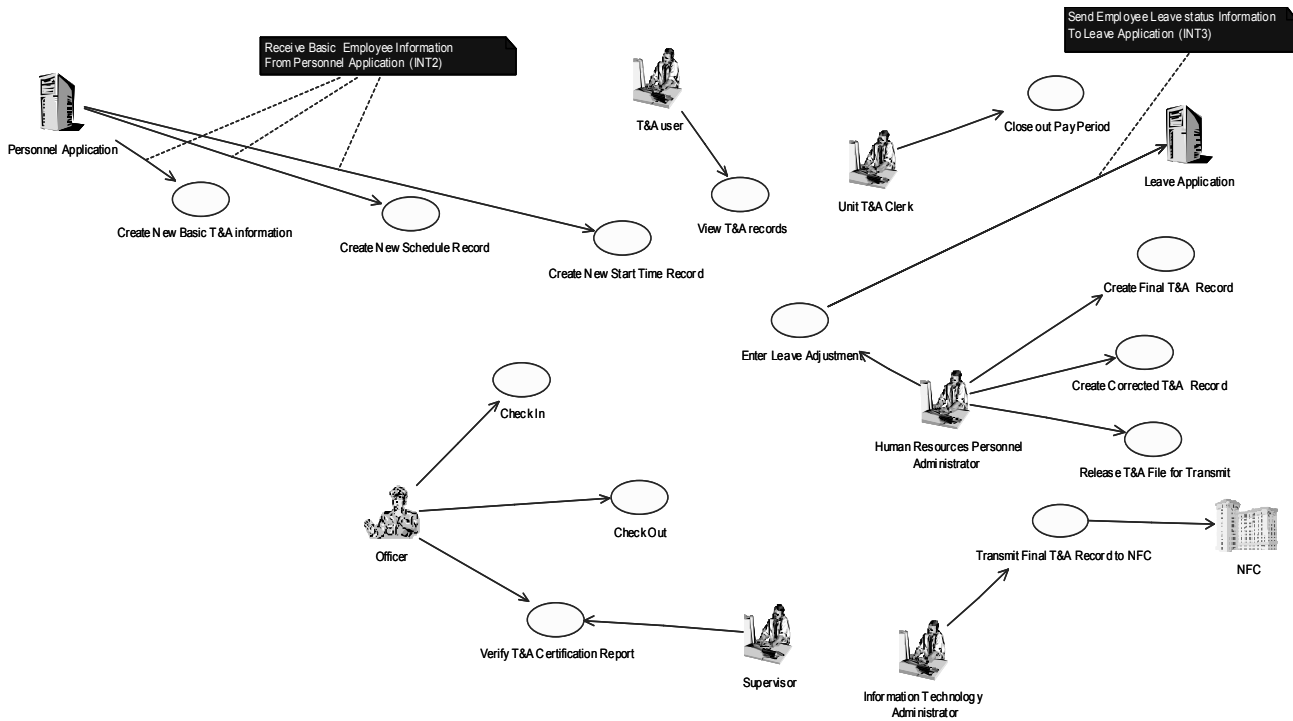 Receive Basic Employee Information
From Personnel Application (INT2)
Send Employee Leave status Information
To Leave Application (INT3)
Personnel Application
T&A user
Close out Pay Period
Unit T&A Clerk
Leave Application
Create New Basic T&A information
Create New Schedule Record
Create New Start Time Record
View T&A records
Create Final T&A Record
Enter Leave Adjustment
Create Corrected T&A Record
Human Resources Personnel
Administrator
Release T&A File for Transmit
Check In
Check Out
Officer
Transmit Final T&A Record to NFC
NFC
Verify T&A Certification Report
Supervisor
Information Technology
Administrator